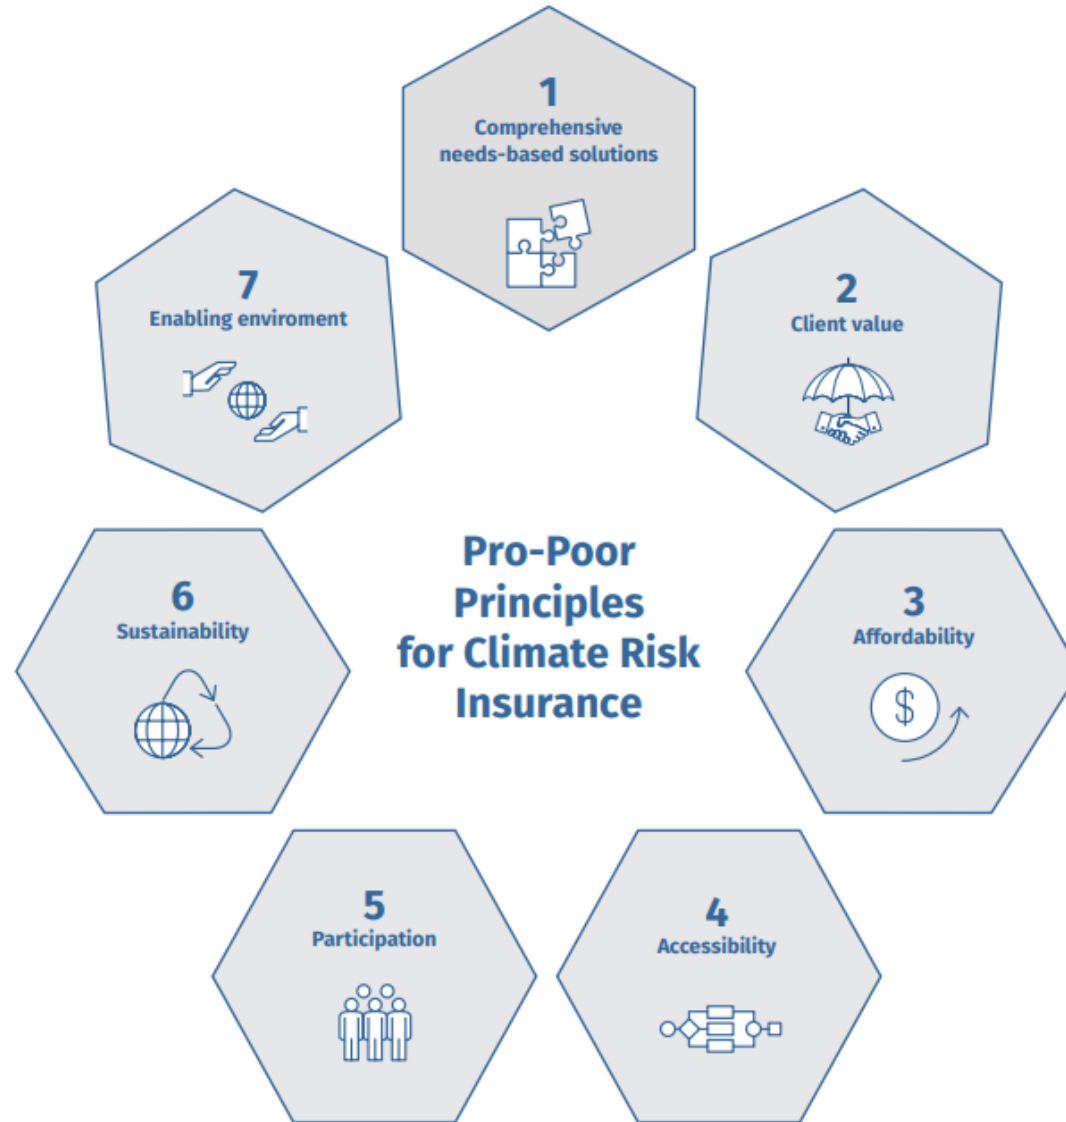 1
Comprehensive
needs-based solutions
2
Client value
3
Affordability
$
4
Accessibility
5
Participation
6
Sustainability
7
Enabling enviroment
Pro-Poor
Principles
for Climate Risk
Insurance